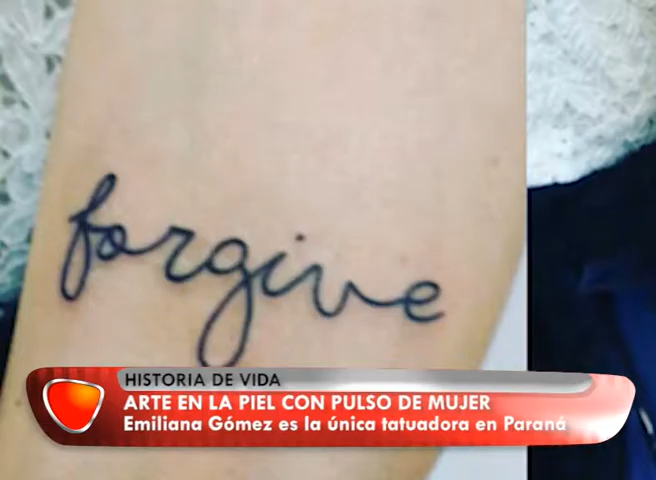 forgive
HISTORIA DE VIDA
ARTE EN LA PIEL CON PULSO DE MUJER
Emiliana Gómez es la única tatuadora en Paraná